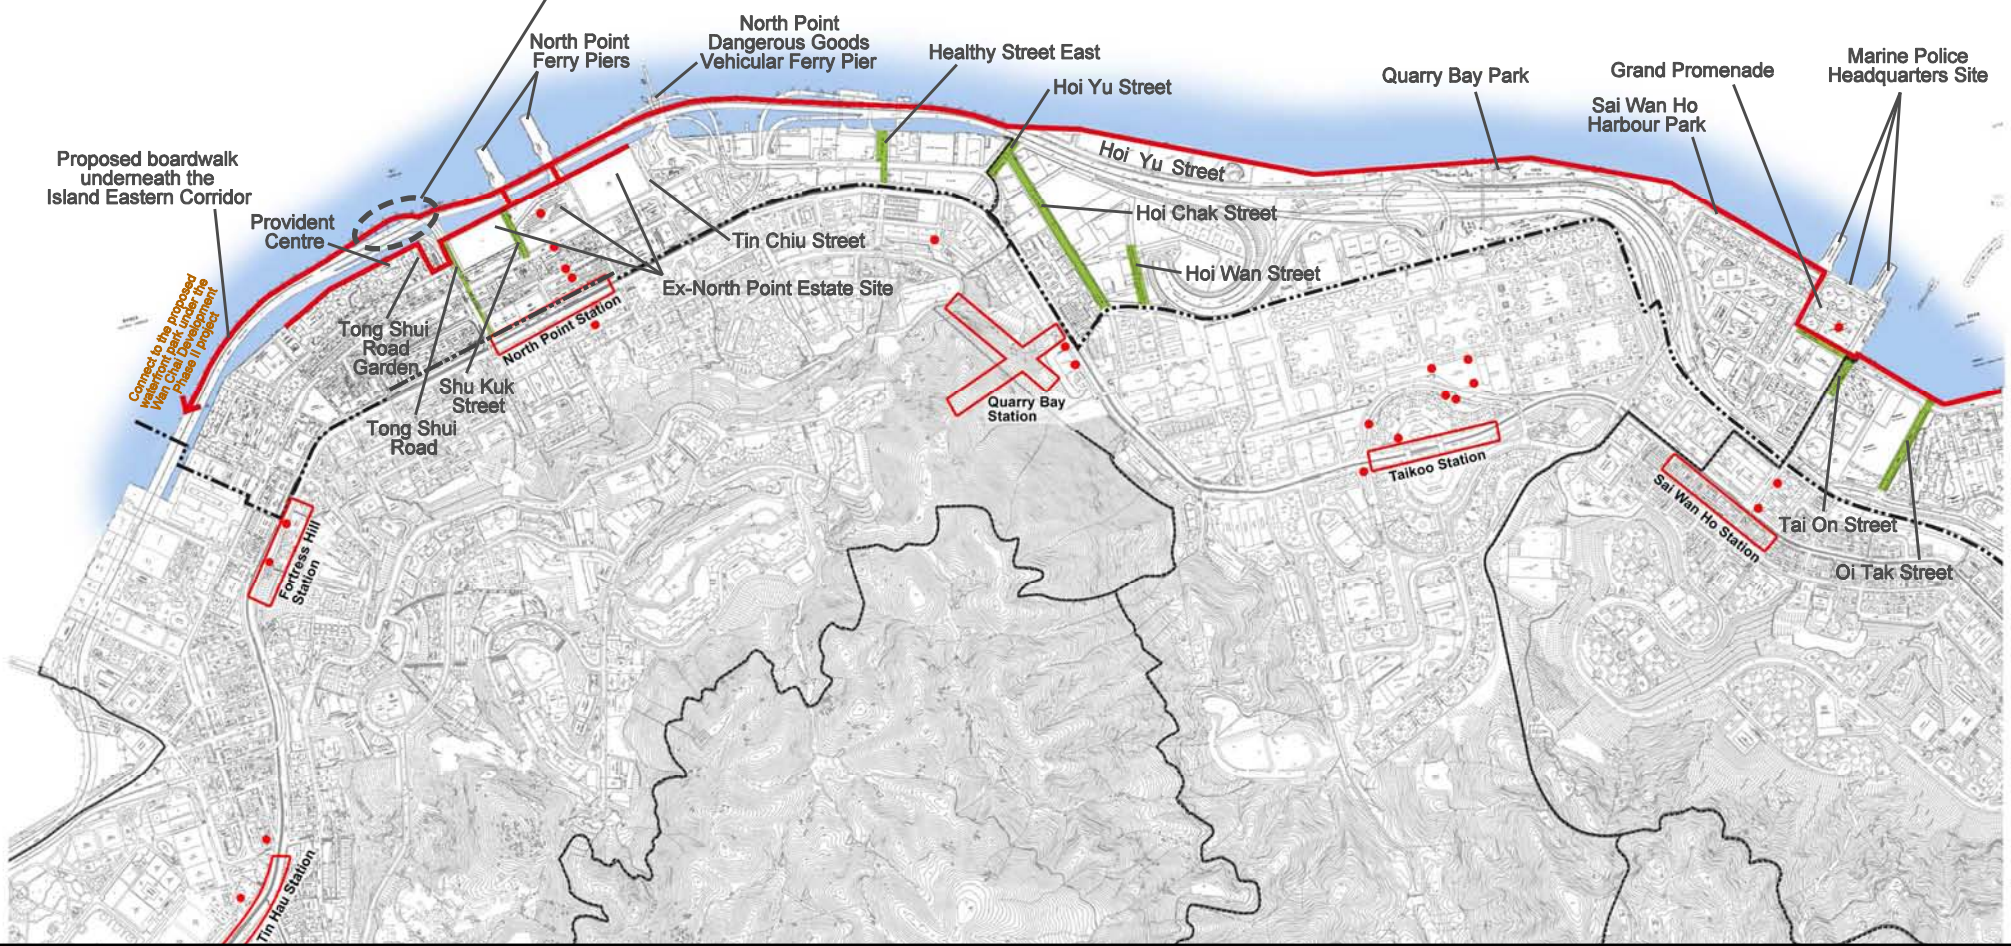 North Point
Ferry Piers
North Point
Dangerous Goods
Vehicular Ferry Pier
Healthy Street East
Hoi Yu Street
Quarry Bay Park
Grand Promenade
Marine Police
Headquarters Site
Sai Wan Ho
Harbour Park
Proposed boardwalk
underneath the
Island Eastern Corridor
Provident
Centre
Hoi Yu Street
Hoi Chak Street
Tin Chiu Street
Hoi Wan Street
Ex-North Point Estate Site
Connect to the proposed
waterfront park under the
Wan Chai Development
Phase II project
Tong Shui
Road
Garden
North Point Station
Shu Kuk
Street
Tong Shui
Road
Quarry Bay
Station
Taikoo Station
Sai Wan Ho Station
Tai On Street
Oi Tak Street
Fortress Hill
Station
Tin Hau Station